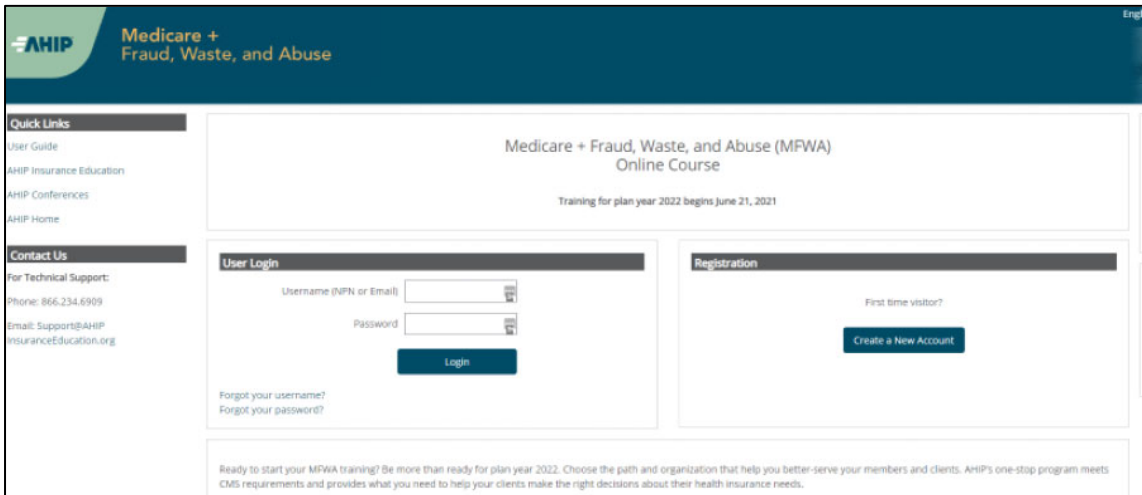 AHIP
Medicare +
Fraud, Waste, and Abuse
Quick Links
User Guide
AHIP Insurance Education
AHIP Conferences
AHIP Home
Contact Us
For Technical Support:
Phone: 866.234.6909
Email: Support@AHIP
InsuranceEducation.org
Medicare + Fraud, Waste, and Abuse (MFWA)
Online Course
Training for plan year 2022 begins June 21, 2021
User Login
Username (NPN or Email)
Password
Login
Forgot your username?
Forgot your password?
Registration
First time visitor?
Create a New Account
Ready to start your MFWA training? Be more than ready for plan year 2022. Choose the path and organization that help you better-serve your members and clients. AHIP's one-stop program meets
CMS requirements and provides what you need to help your clients make the right decisions about their health insurance needs.